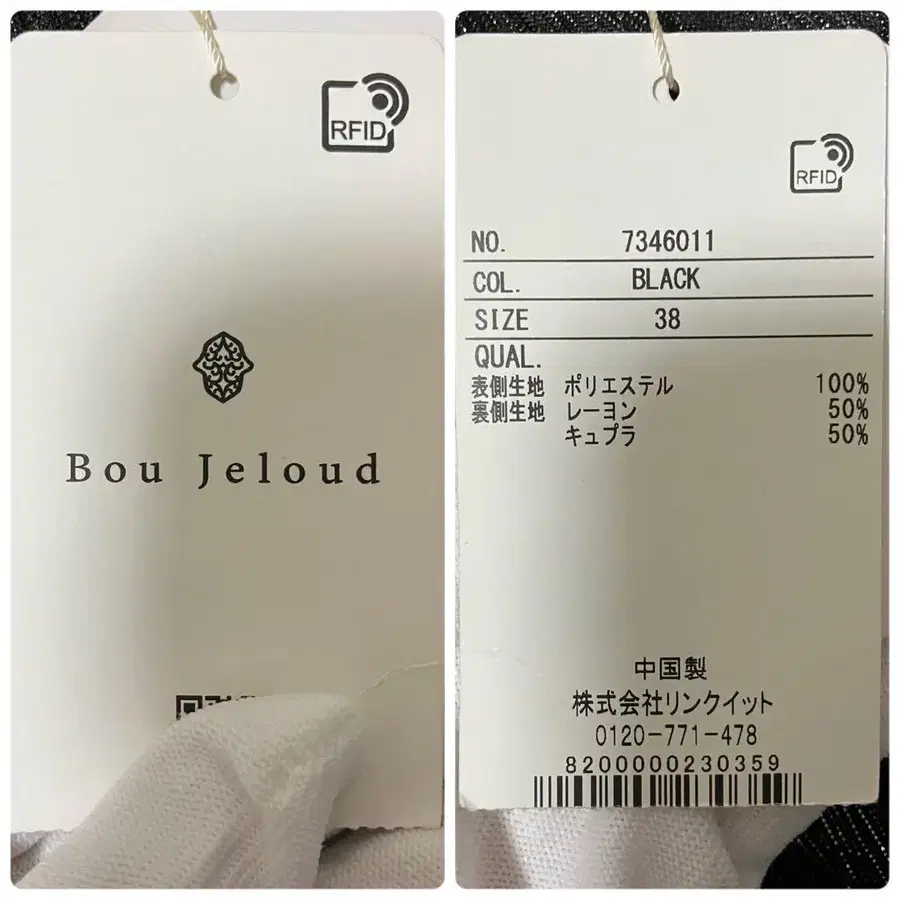 RFID
Bou Jeloud
RFID
NO. 7346011
COL. BLACK
SIZE 38
QUAL.
表側生地 ポリエステル 100%
裏側生地 レーヨン 50%
キュプラ 50%
中国製
株式会社リンクイット
0120-771-478
8200000230359